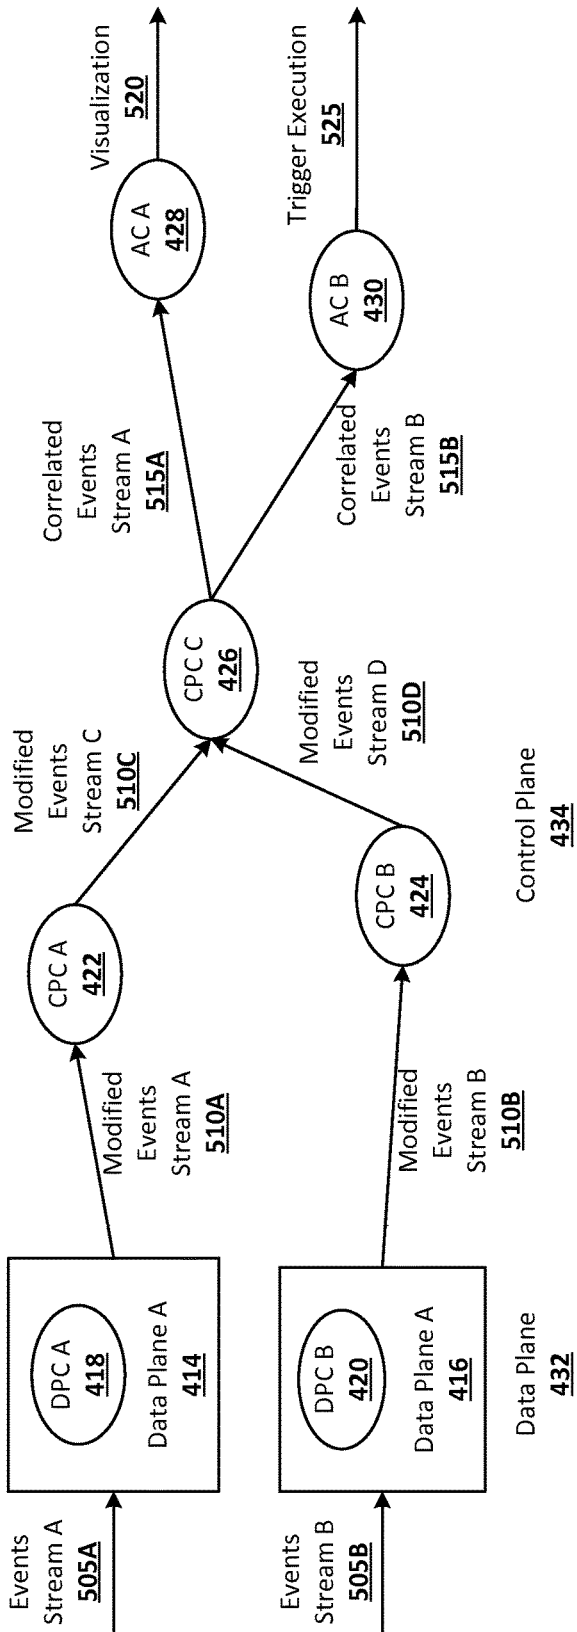 Events
Stream A
505A
DPC A
418
Data Plane A
414
Modified
Events
Stream A
510A
CPC A
422
Modified
Events
Stream C
510C
CPC C
426
Correlated
Events
Stream A
515A
AC A
428
Visualization
520
Events
Stream B
505B
DPC B
420
Data Plane A
416
Modified
Events
Stream B
510B
CPC B
424
Modified
Events
Stream D
510D
Correlated
Events
Stream B
515B
AC B
430
Trigger Execution
525
Data Plane
432
Control Plane
434